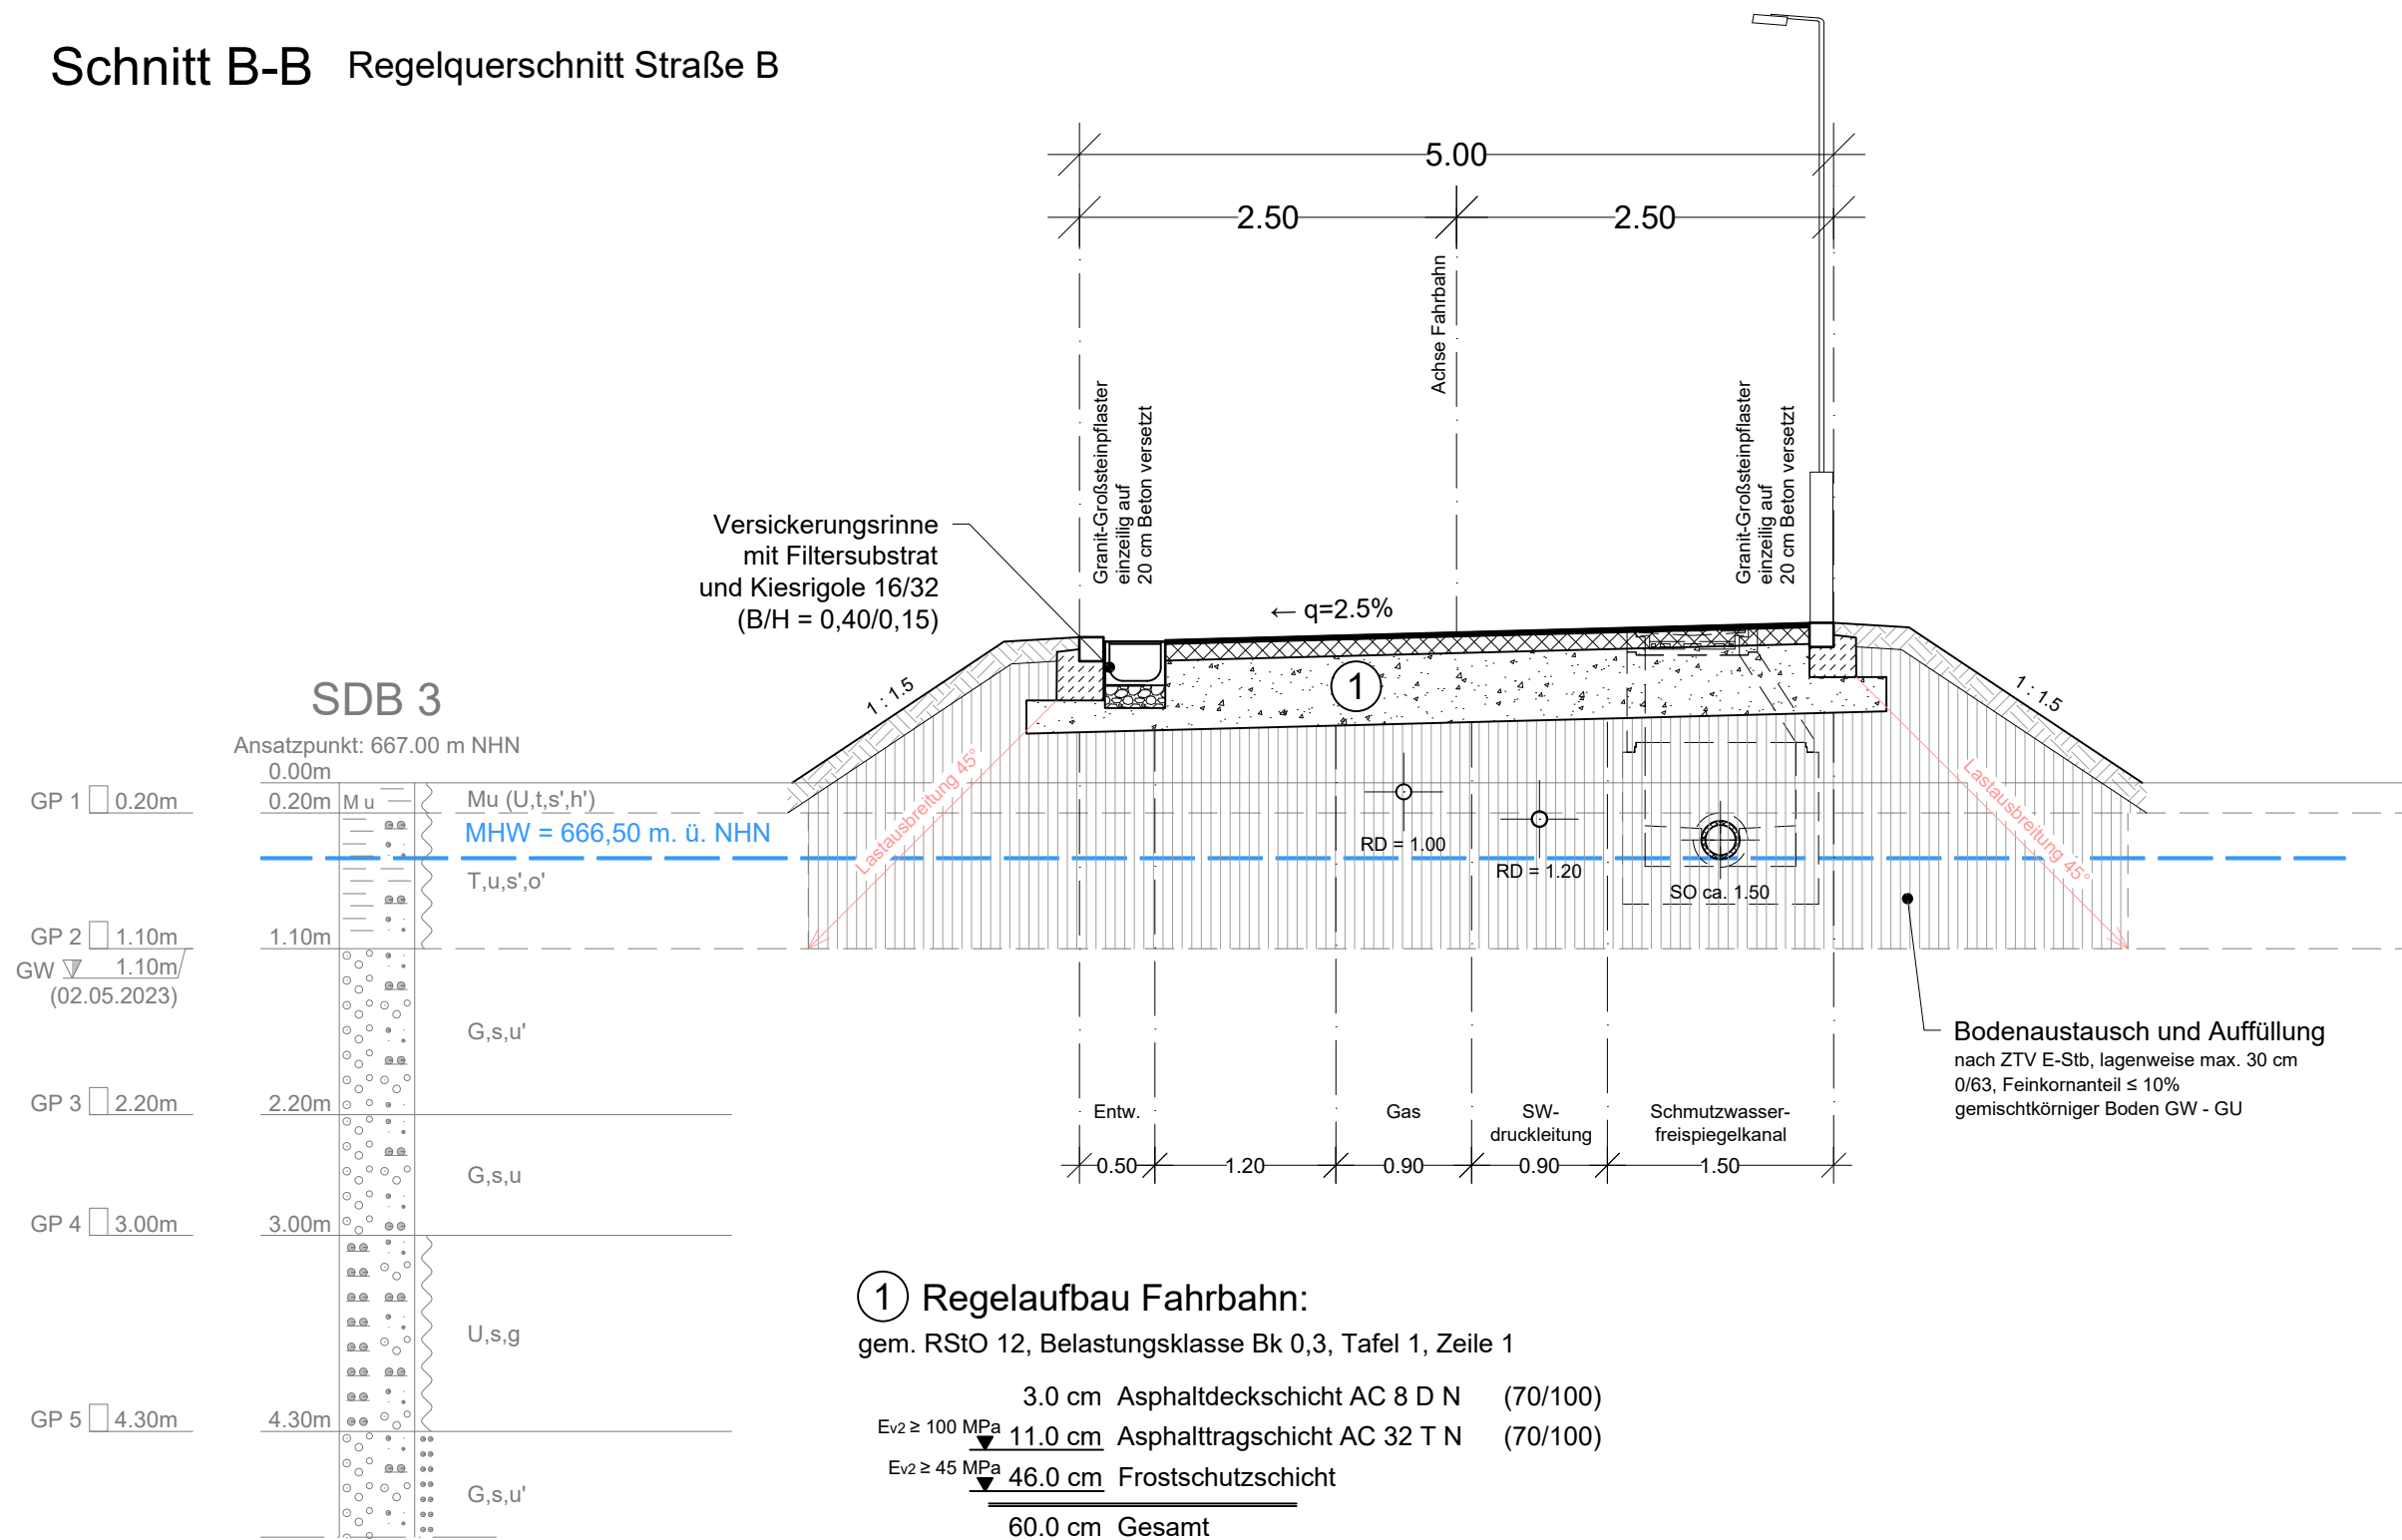 Schnitt B-B Regelquerschnitt Straße B
5.00
2.50 2.50
Achse Fahrbahn
Granit-Großsteinpflaster
einzeilig auf
20 cm Beton versetzt
Granit-Großsteinpflaster
einzeilig auf
20 cm Beton versetzt
Versickerungsrinne
mit Filtersubstrat
und Kiesrigole 16/32
(B/H = 0,40/0,15)
← q=2.5%
1
1 : 1.5
1 : 1.5
Lastausbreitung 45°
Lastausbreitung 45°
RD = 1.00
RD = 1.20
SO ca. 1.50
SDB 3
Ansatzpunkt: 667.00 m NHN
0.00m
GP 1 0.20m 0.20m Mu Mu (U,t,s',h')
MHW = 666,50 m. ü. NHN
T,u,s',o'
GP 2 1.10m 1.10m
GW 1.10m
(02.05.2023)
G,s,u'
GP 3 2.20m 2.20m
G,s,u
GP 4 3.00m 3.00m
U,s,g
GP 5 4.30m 4.30m
G,s,u'
Bodenaustausch und Auffüllung
nach ZTV E-Stb, lagenweise max. 30 cm
0/63, Feinkornanteil ≤ 10%
gemischtkörniger Boden GW - GU
Entw.
Gas
SW-
druckleitung
Schmutzwasser-
freispiegelkanal
0.50 1.20 0.90 0.90 1.50
1 Regelaufbau Fahrbahn:
gem. RStO 12, Belastungsklasse Bk 0,3, Tafel 1, Zeile 1
3.0 cm Asphaltdeckschicht AC 8 D N (70/100)
Ev2 ≥ 100 MPa 11.0 cm Asphalttragschicht AC 32 T N (70/100)
Ev2 ≥ 45 MPa 46.0 cm Frostschutzschicht
60.0 cm Gesamt